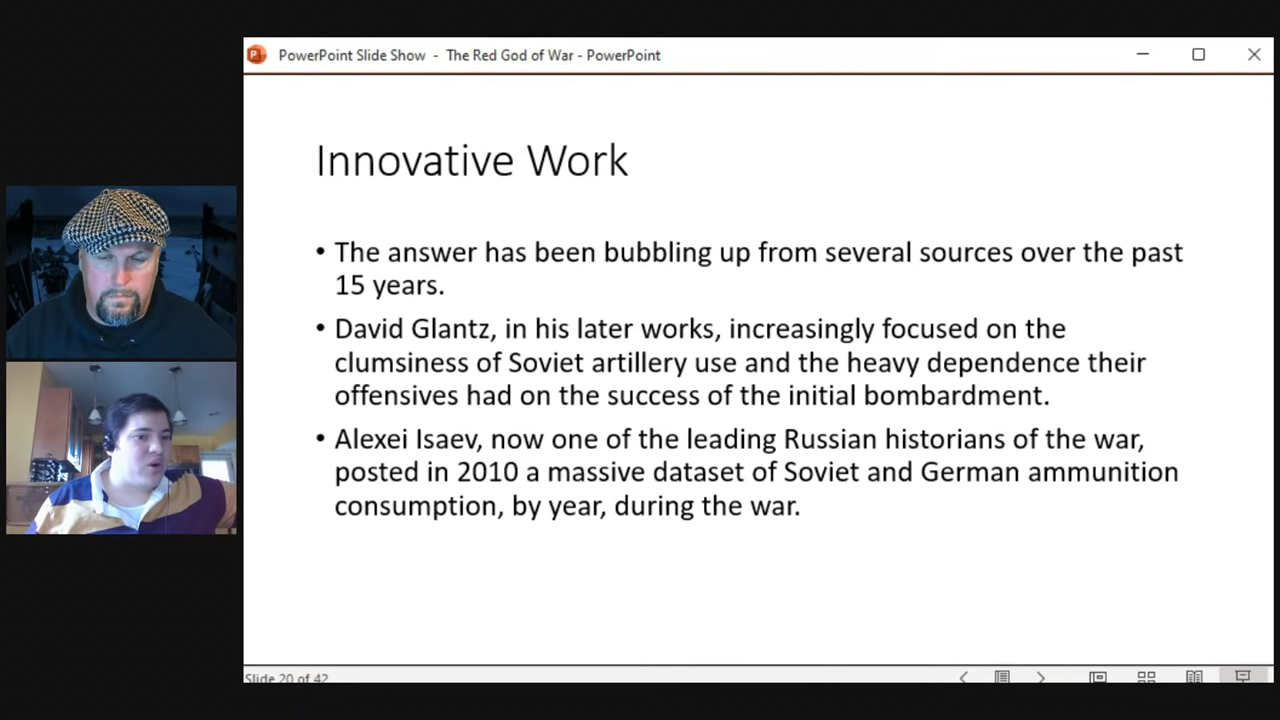 PowerPoint Slide Show - The Red God of War - PowerPoint
Innovative Work
• The answer has been bubbling up from several sources over the past
15 years.
• David Glantz, in his later works, increasingly focused on the
clumsiness of Soviet artillery use and the heavy dependence their
offensives had on the success of the initial bombardment.
• Alexei Isaev, now one of the leading Russian historians of the war,
posted in 2010 a massive dataset of Soviet and German ammunition
consumption, by year, during the war.
Slide 20 of 42